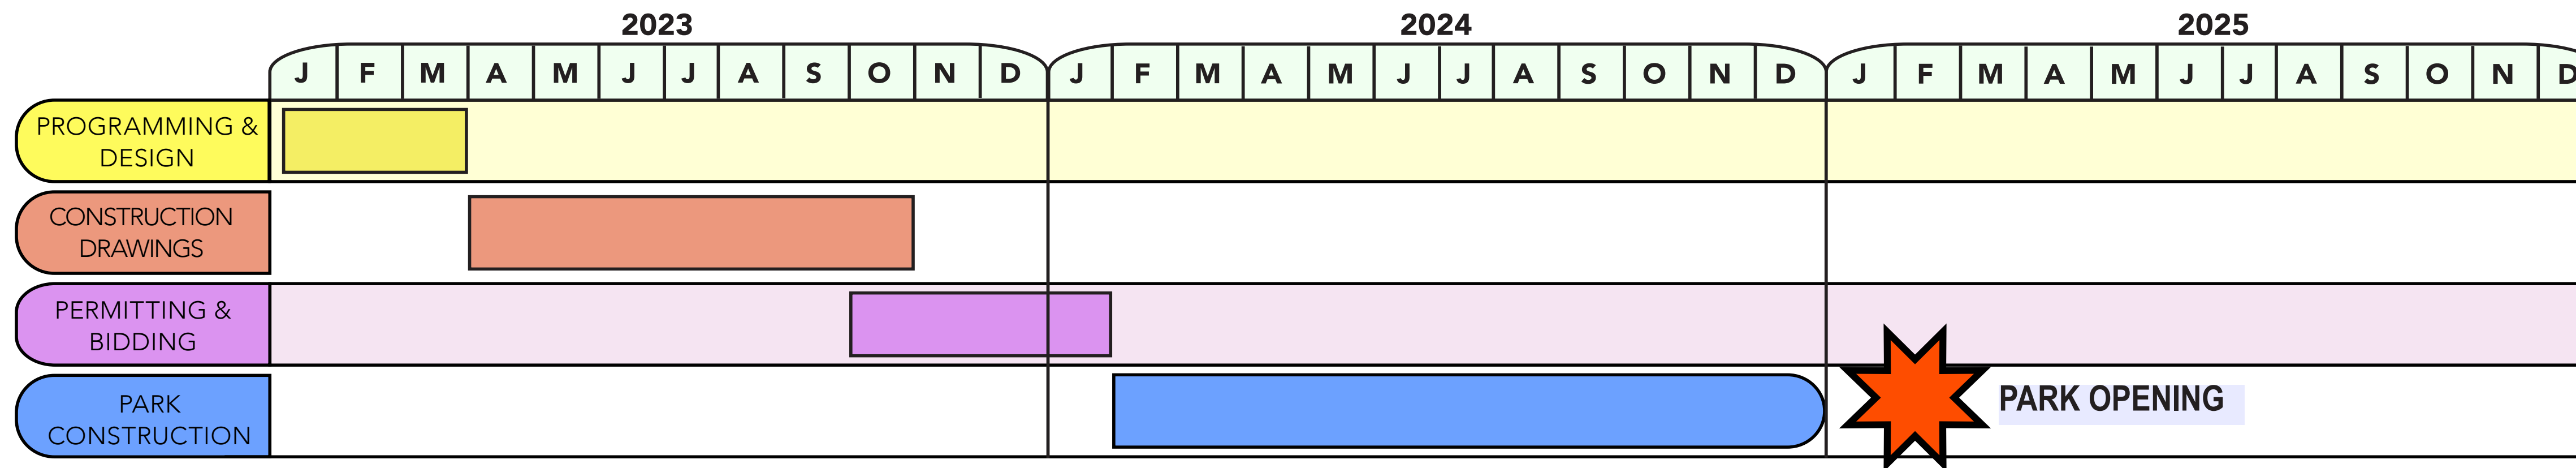 2023 2024 2025
J F M A M J J A S O N D J F M A M J J A S O N D J F M A M J J A S O N D
PROGRAMMING &
DESIGN
CONSTRUCTION
DRAWINGS
PERMITTING &
BIDDING
PARK
CONSTRUCTION
PARK OPENING